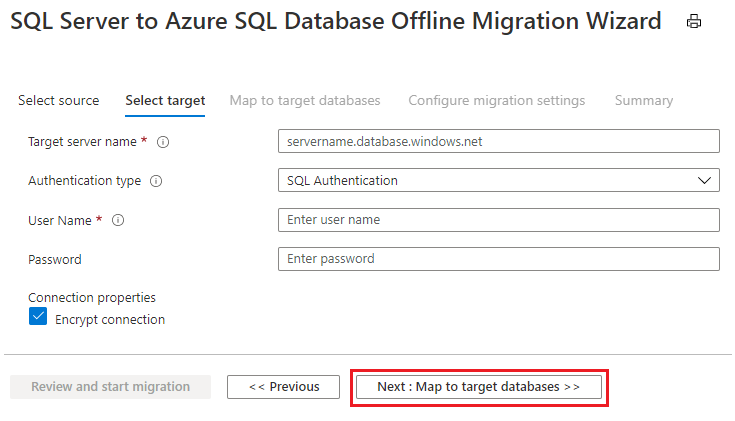 SQL Server to Azure SQL Database Offline Migration Wizard
Select source Select target Map to target databases Configure migration settings Summary
Target server name * servername.database.windows.net
Authentication type SQL Authentication
User Name * Enter user name
Password Enter password
Connection properties
Encrypt connection
Review and start migration << Previous Next : Map to target databases >>